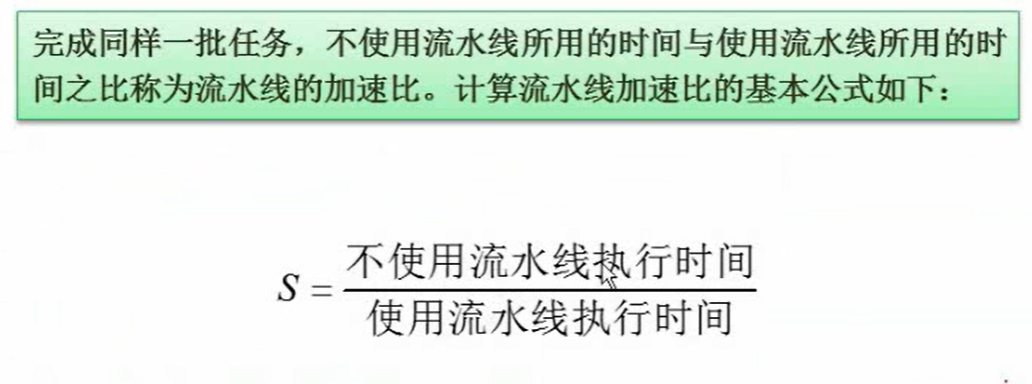 完成同样一批任务，不使用流水线所用的时间与使用流水线所用的时
间之比称为流水线的加速比。计算流水线加速比的基本公式如下：
S = 不使用流水线执行时间
使用流水线执行时间